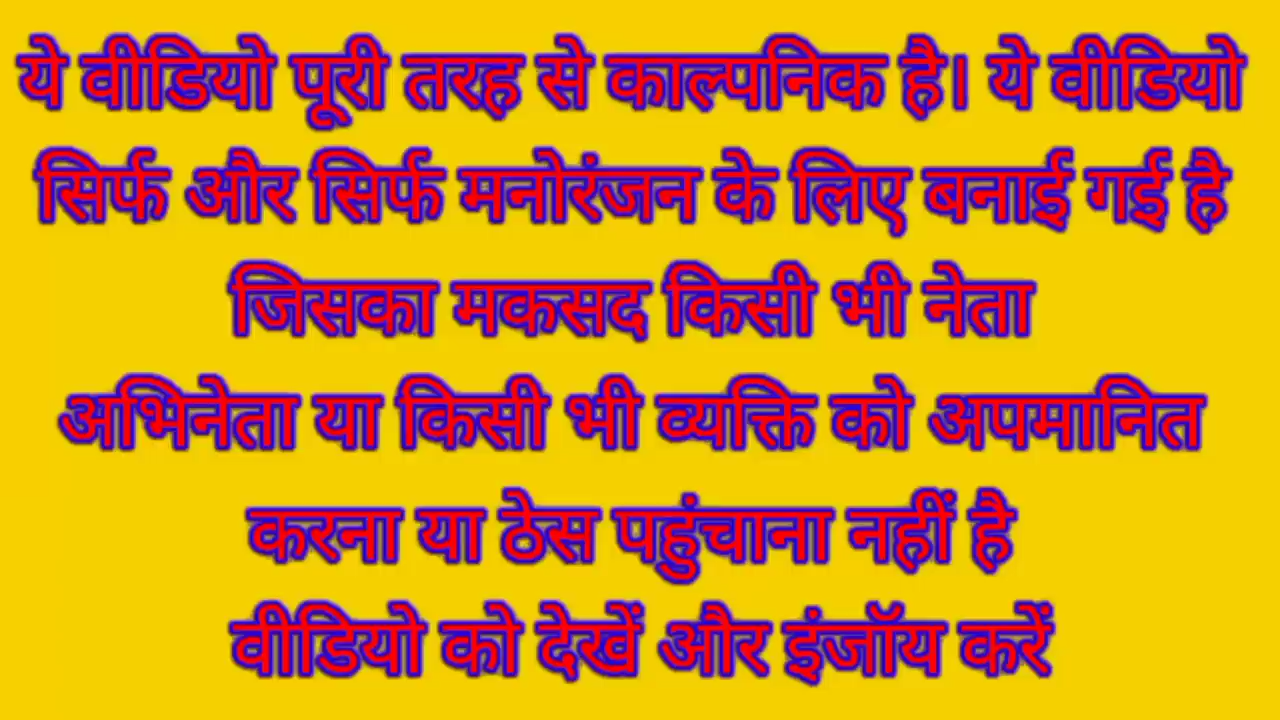 ये वीडियो पूरी तरह से काल्पनिक है। ये वीडियो
सिर्फ और सिर्फ मनोरंजन के लिए बनाई गई है
जिसका मकसद किसी भी नेता
अभिनेता या किसी भी व्यक्ति को अपमानित
करना या ठेस पहुंचाना नहीं है
वीडियो को देखें और इंजॉय करें